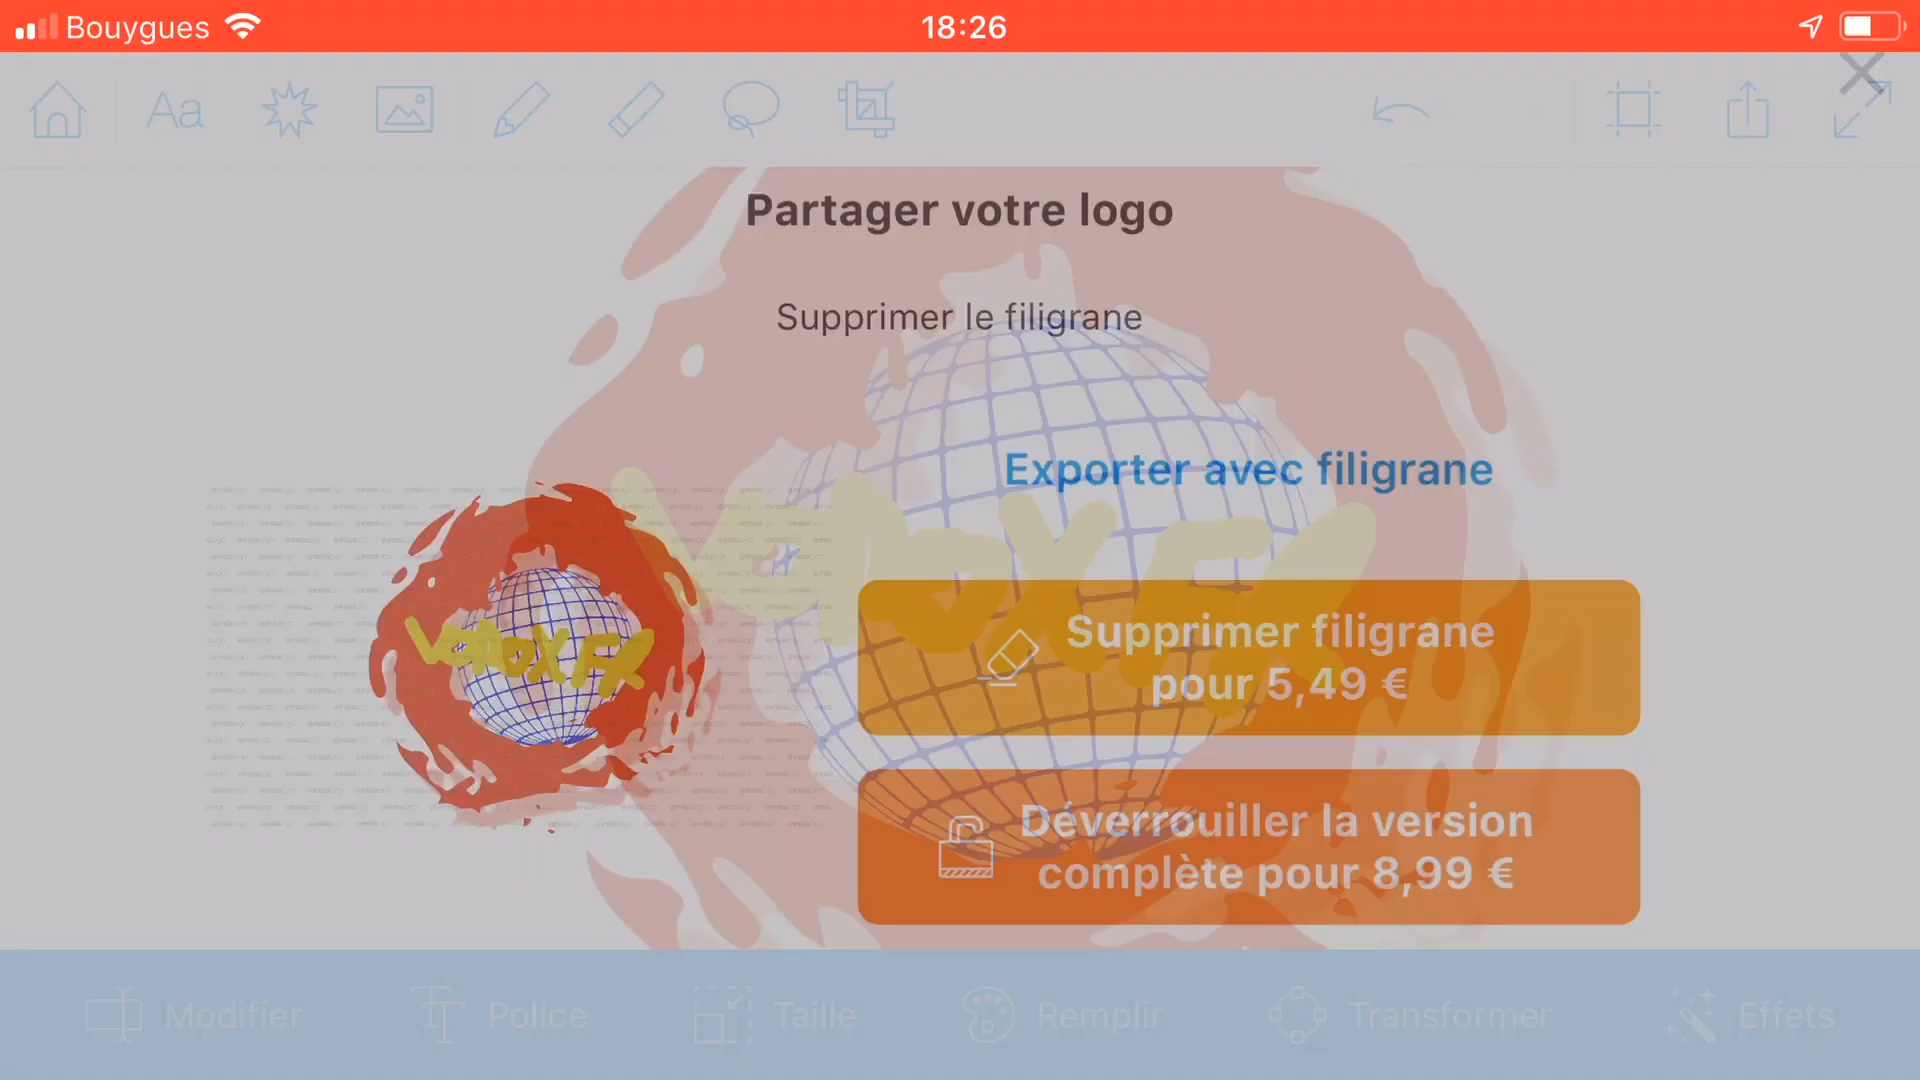 Bouygues
18:26
Aa
Partager votre logo
Supprimer le filigrane
Exporter avec filigrane
Supprimer filigrane
pour 5,49 €
Déverrouiller la version
complète pour 8,99 €
Modifier
Police
Taille
Remplir
Transformer
Effets